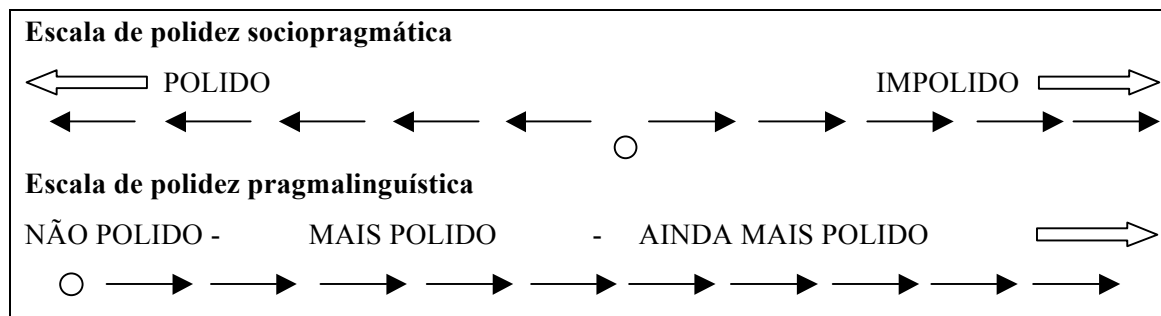 Escala de polidez sociopragmática
POLIDO IMPOLIDO
Escala de polidez pragmalinguística
NÃO POLIDO - MAIS POLIDO - AINDA MAIS POLIDO